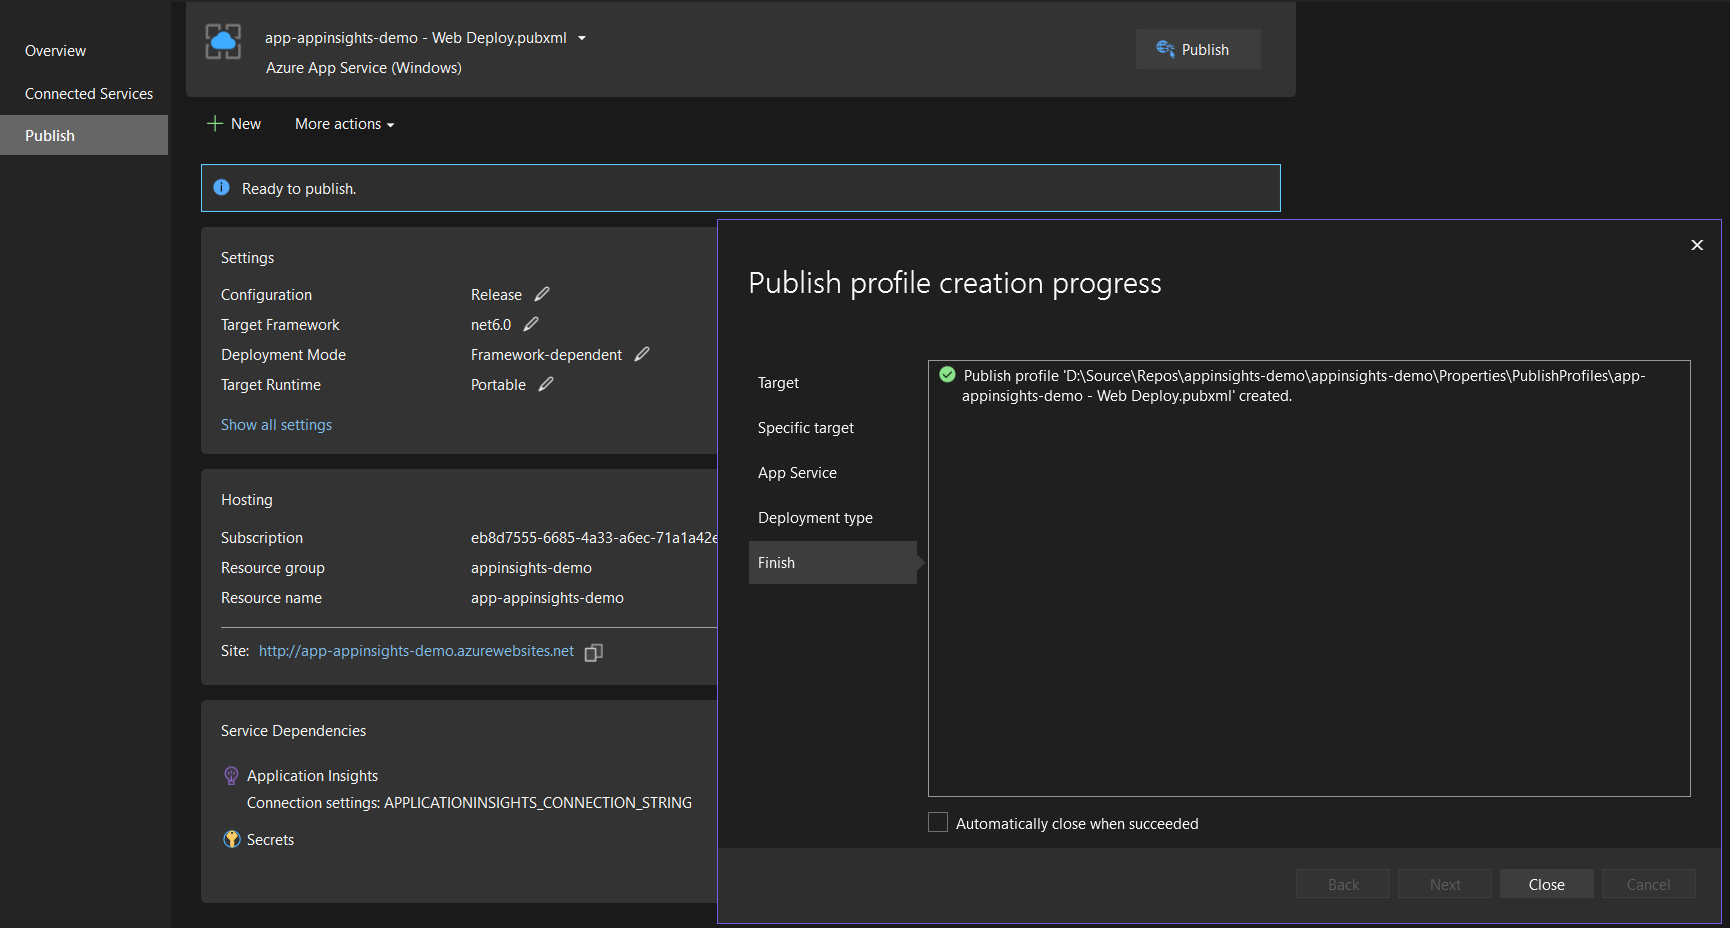 Overview
Connected Services
Publish
app-appinsights-demo - Web Deploy.pubxml
Azure App Service (Windows)
Publish
New
More actions
Ready to publish.
Settings
Configuration Release
Target Framework net6.0
Deployment Mode Framework-dependent
Target Runtime Portable
Show all settings
Hosting
Subscription eb8d7555-6685-4a33-a6ec-71a1a42e
Resource group appinsights-demo
Resource name app-appinsights-demo
Site: http://app-appinsights-demo.azurewebsites.net
Service Dependencies
Application Insights
Connection settings: APPLICATIONINSIGHTS_CONNECTION_STRING
Secrets
Publish profile creation progress
Target
Specific target
App Service
Deployment type
Finish
Publish profile 'D:\Source\Repos\appinsights-demo\appinsights-demo\Properties\PublishProfiles\app-
appinsights-demo - Web Deploy.pubxml' created.
Automatically close when succeeded
Back
Next
Close
Cancel